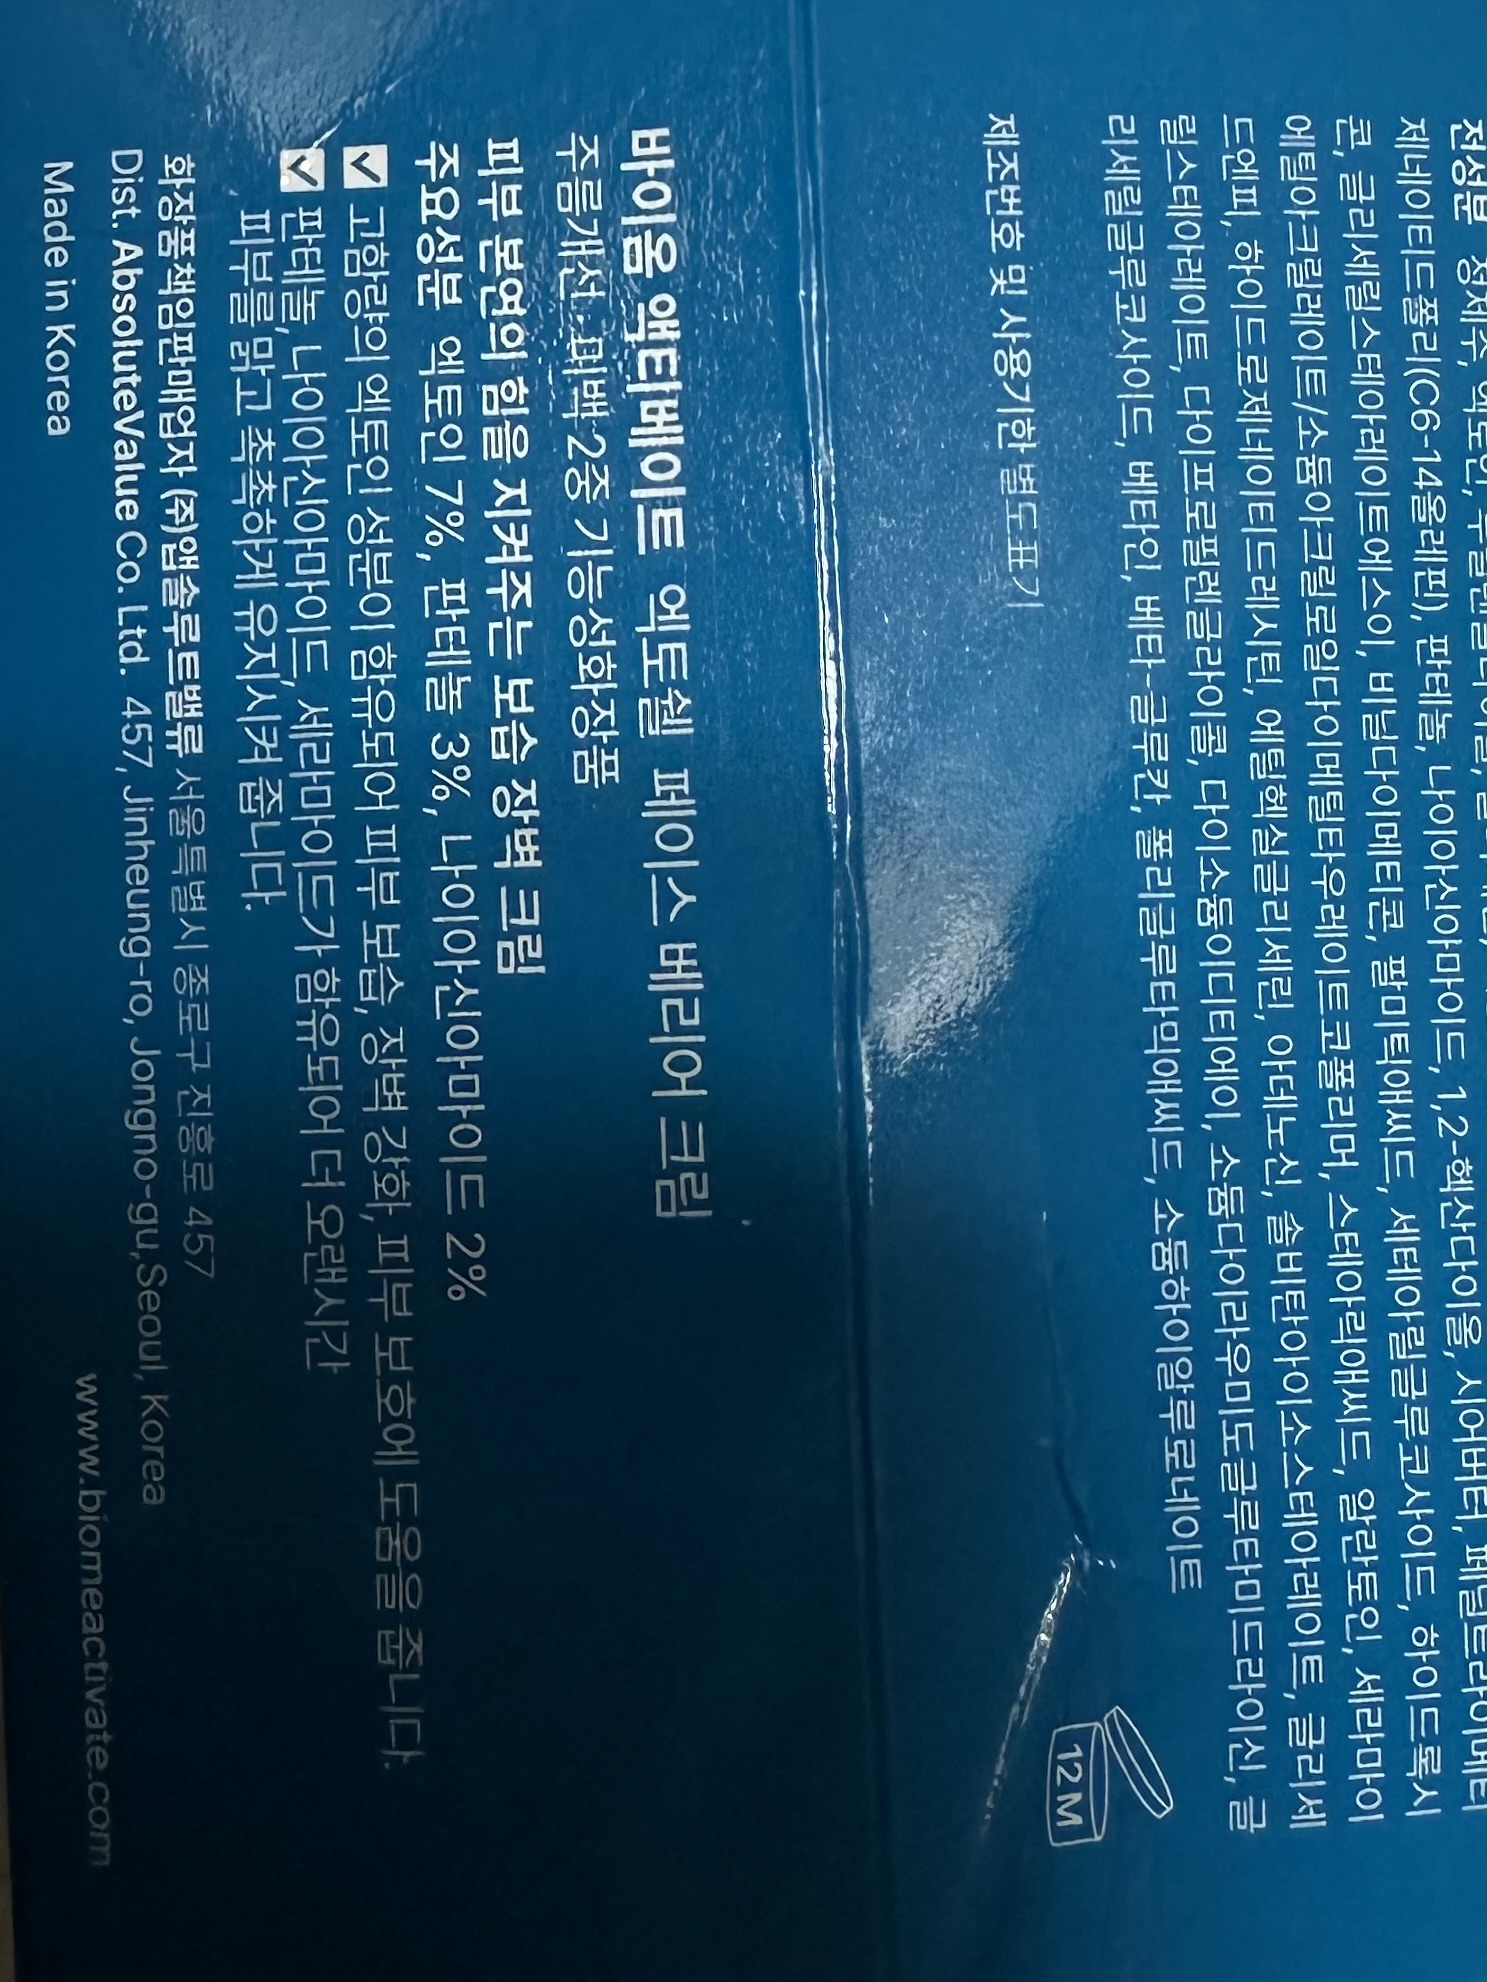 전성분 정제수, 엑토인, 부틸렌글라이콜,
제네이티드폴리(C6-14올레핀), 판테놀, 나이아신아마이드, 1,2-헥산다이올, 시어버터, 페닐트라이메티
콘, 글리세릴스테아레이트에스이, 비닐다이메티콘, 팔미틱애씨드, 세테아릴글루코사이드, 하이드록시
에틸아크릴레이트/소듐아크릴로일다이메틸타우레이트코폴리머, 스테아릭애씨드, 알란토인, 세라마이
드엔피, 하이드로제네이티드레시틴, 에틸헥실글리세린, 아데노신, 솔비탄아이소스테아레이트, 글리세
릴스테아레이트, 다이프로필렌글라이콜, 다이소듐이디티에이, 소듐다이라우라미도글루타미드라이신, 글
리세릴글루코사이드, 베타인, 베타-글루칸, 폴리글루타믹애씨드, 소듐하이알루로네이트
제조번호 및 사용기한 별도표기
12M
바이옴 액티베이트 엑토윌 페이스 베리어 크림
주름개선·미백 2중 기능성화장품
피부 본연의 힘을 지켜주는 보습 장벽 크림
주요성분 엑토인 7%, 판테놀 3%, 나이아신아마이드 2%
고함량의 엑토인 성분이 함유되어 피부 보습, 장벽 강화, 피부 보호에 도움을 줍니다.
판테놀, 나이아신아마이드, 세라마이드가 함유되어 더 오랜시간
피부를 맑고 촉촉하게 유지시켜 줍니다.
화장품책임판매업자 (주)앱솔루트밸류 서울특별시 종로구 진흥로 457
Dist. AbsoluteValue Co. Ltd. 457, Jinheung-ro, Jongno-gu, Seoul, Korea
Made in Korea
www.biomeactivate.com